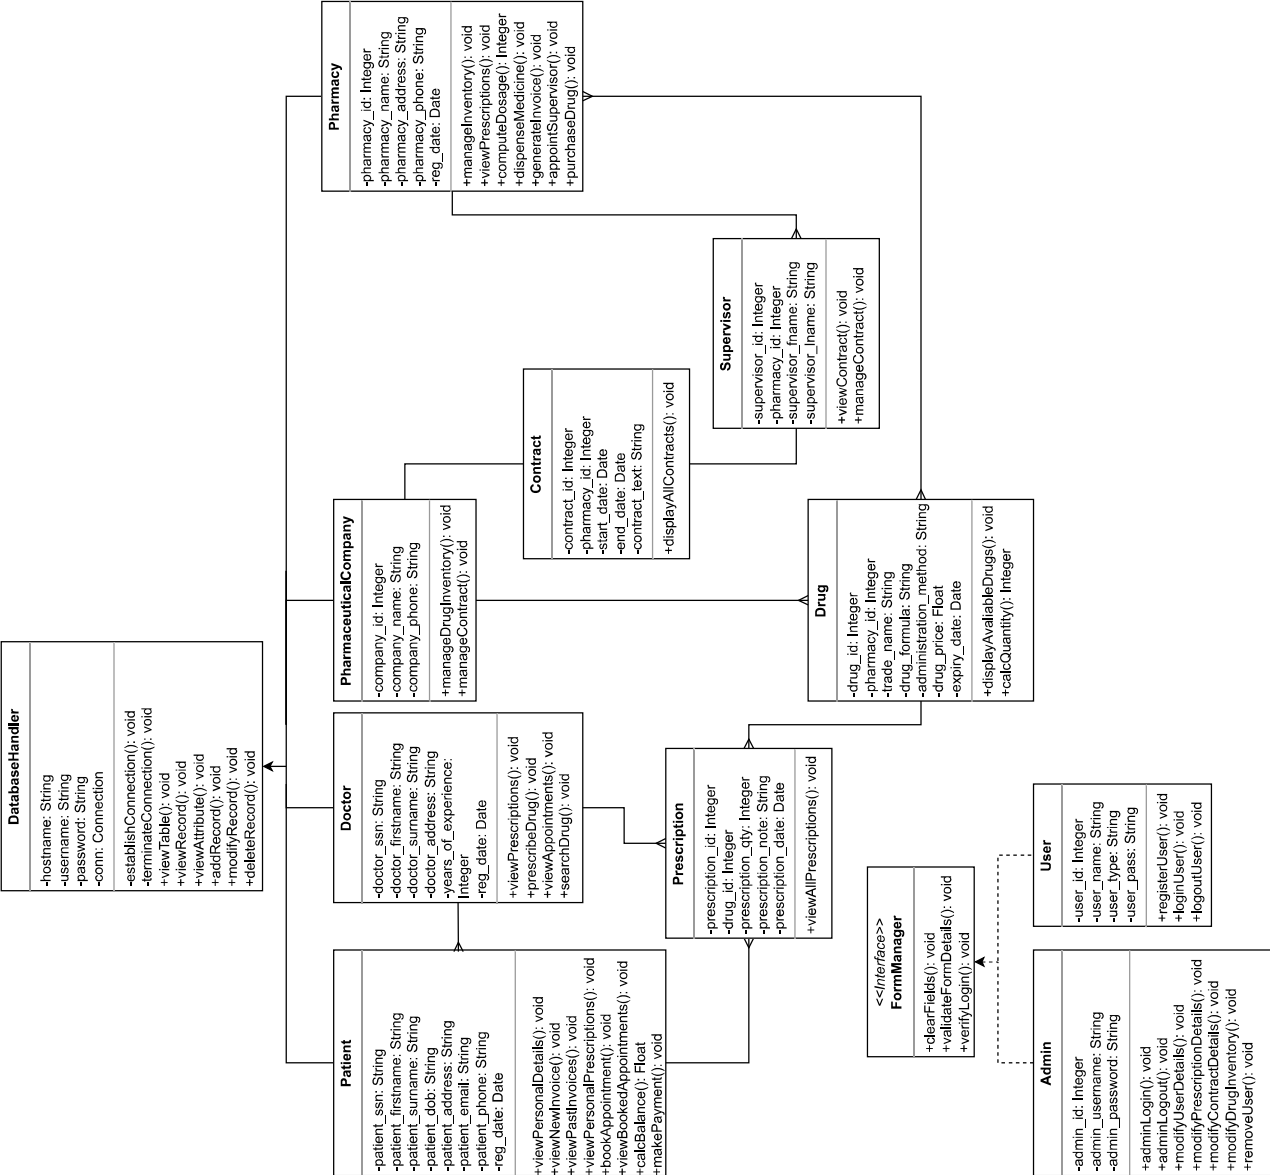 DatabaseHandler
-hostname: String
-username: String
-password: String
-conn: Connection
-establishConnection(): void
-terminateConnection(): void
+viewTable(): void
+viewRecord(): void
+viewAttribute(): void
+addRecord(): void
+modifyRecord(): void
+deleteRecord(): void
Patient
-patient_ssn: String
-patient_firstname: String
-patient_surname: String
-patient_dob: String
-patient_address: String
-patient_email: String
-patient_phone: String
-reg_date: Date
+viewPersonalDetails(): void
+viewNewInvoice(): void
+viewPastInvoices(): void
+viewPersonalPrescriptions(): void
+bookAppointment(): void
+viewBookedAppointments(): void
+calcBalance(): Float
+makePayment(): void
Doctor
-doctor_ssn: String
-doctor_firstname: String
-doctor_surname: String
-doctor_address: String
-years_of_experience:
Integer
-reg_date: Date
+viewPrescriptions(): void
+prescribeDrug(): void
+viewAppointments(): void
+searchDrug(): void
PharmaceuticalCompany
-company_id: Integer
-company_name: String
-company_phone: String
+manageDrugInventory(): void
+manageContract(): void
Pharmacy
-pharmacy_id: Integer
-pharmacy_name: String
-pharmacy_address: String
-pharmacy_phone: String
-reg_date: Date
+manageInventory(): void
+viewPrescriptions(): void
+computeDosage(): Integer
+dispenseMedicine(): void
+generateInvoice(): void
+appointSupervisor(): void
+purchaseDrug(): void
Contract
-contract_id: Integer
-pharmacy_id: Integer
-start_date: Date
-end_date: Date
-contract_text: String
+displayAllContracts(): void
Supervisor
-supervisor_id: Integer
-pharmacy_id: Integer
-supervisor_fname: String
-supervisor_lname: String
+viewContract(): void
+manageContract(): void
Prescription
-prescription_id: Integer
-drug_id: Integer
-prescription_qty: Integer
-prescription_note: String
-prescription_date: Date
+viewAllPrescriptions(): void
Drug
-drug_id: Integer
-pharmacy_id: Integer
-trade_name: String
-drug_formula: String
-administration_method: String
-drug_price: Float
-expiry_date: Date
+displayAvaliableDrugs(): void
+calcQuantity(): Integer
<<Interface>>
FormManager
+clearFields(): void
+validateFormDetails(): void
+verifyLogin(): void
Admin
-admin_id: Integer
-admin_username: String
-admin_password: String
+adminLogin(): void
+adminLogout(): void
+modifyUserDetails(): void
+modifyPrescriptionDetails(): void
+modifyContractDetails(): void
+modifyDrugInventory(): void
+removeUser(): void
User
-user_id: Integer
-user_name: String
-user_type: String
-user_pass: String
+registerUser(): void
+loginUser(): void
+logoutUser(): void